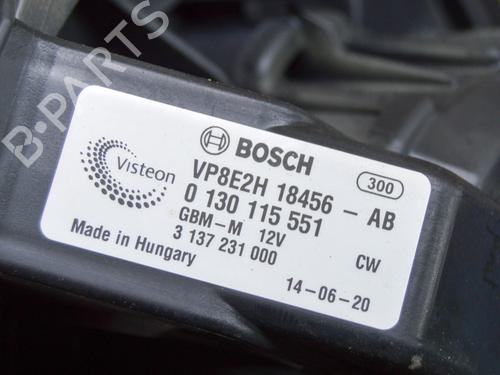 B-PARTS
BOSCH
Visteon
VP8E2H 18456 - AB
300
0 130 115 551
GBM-M 12V
3 137 231 000
CW
Made in Hungary
14-06-20